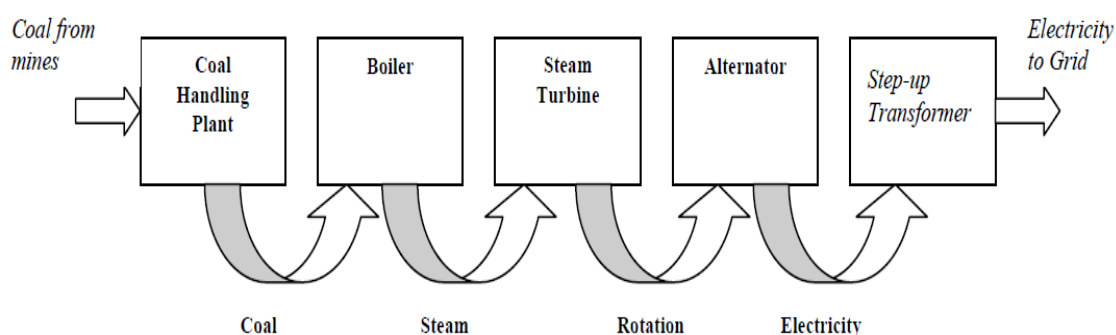 Coal from
mines
Coal
Handling
Plant
Boiler
Steam
Turbine
Alternator
Step-up
Transformer
Electricity
to Grid
Coal
Steam
Rotation
Electricity